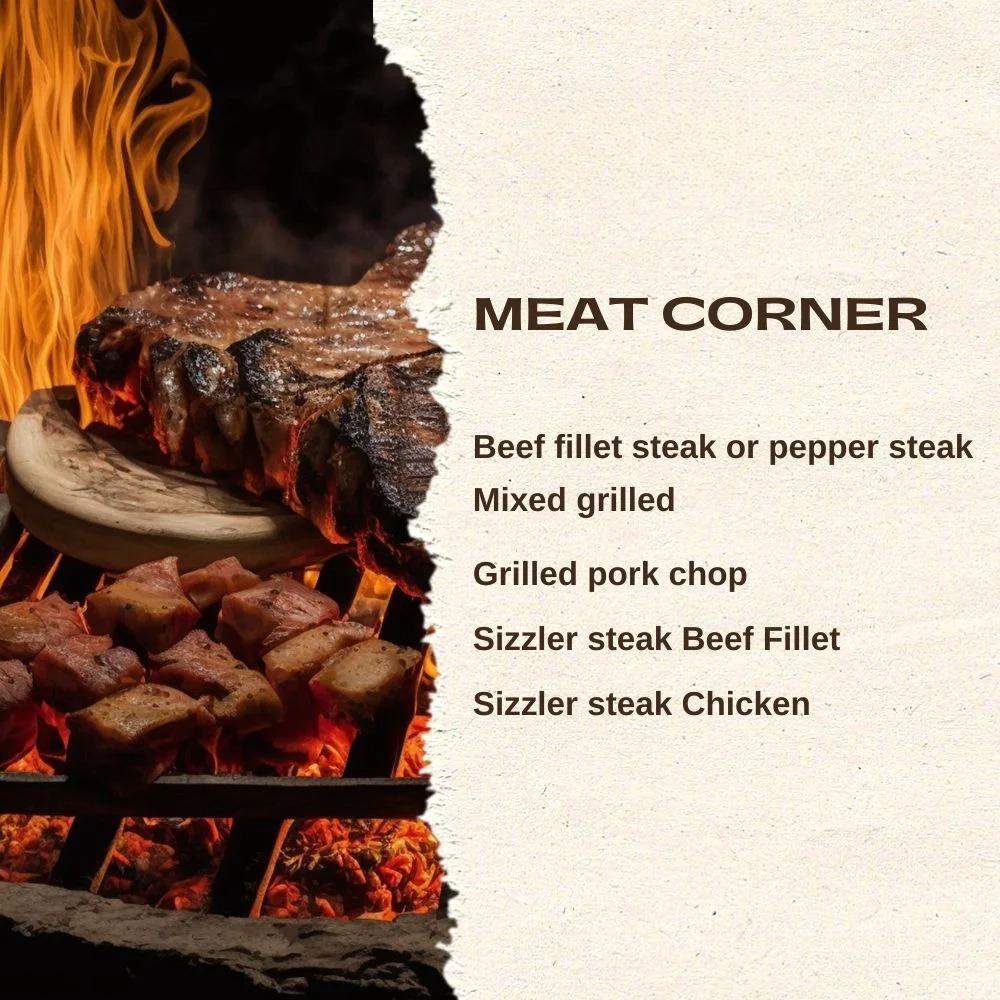 MEAT CORNER
Beef fillet steak or pepper steak
Mixed grilled
Grilled pork chop
Sizzler steak Beef Fillet
Sizzler steak Chicken